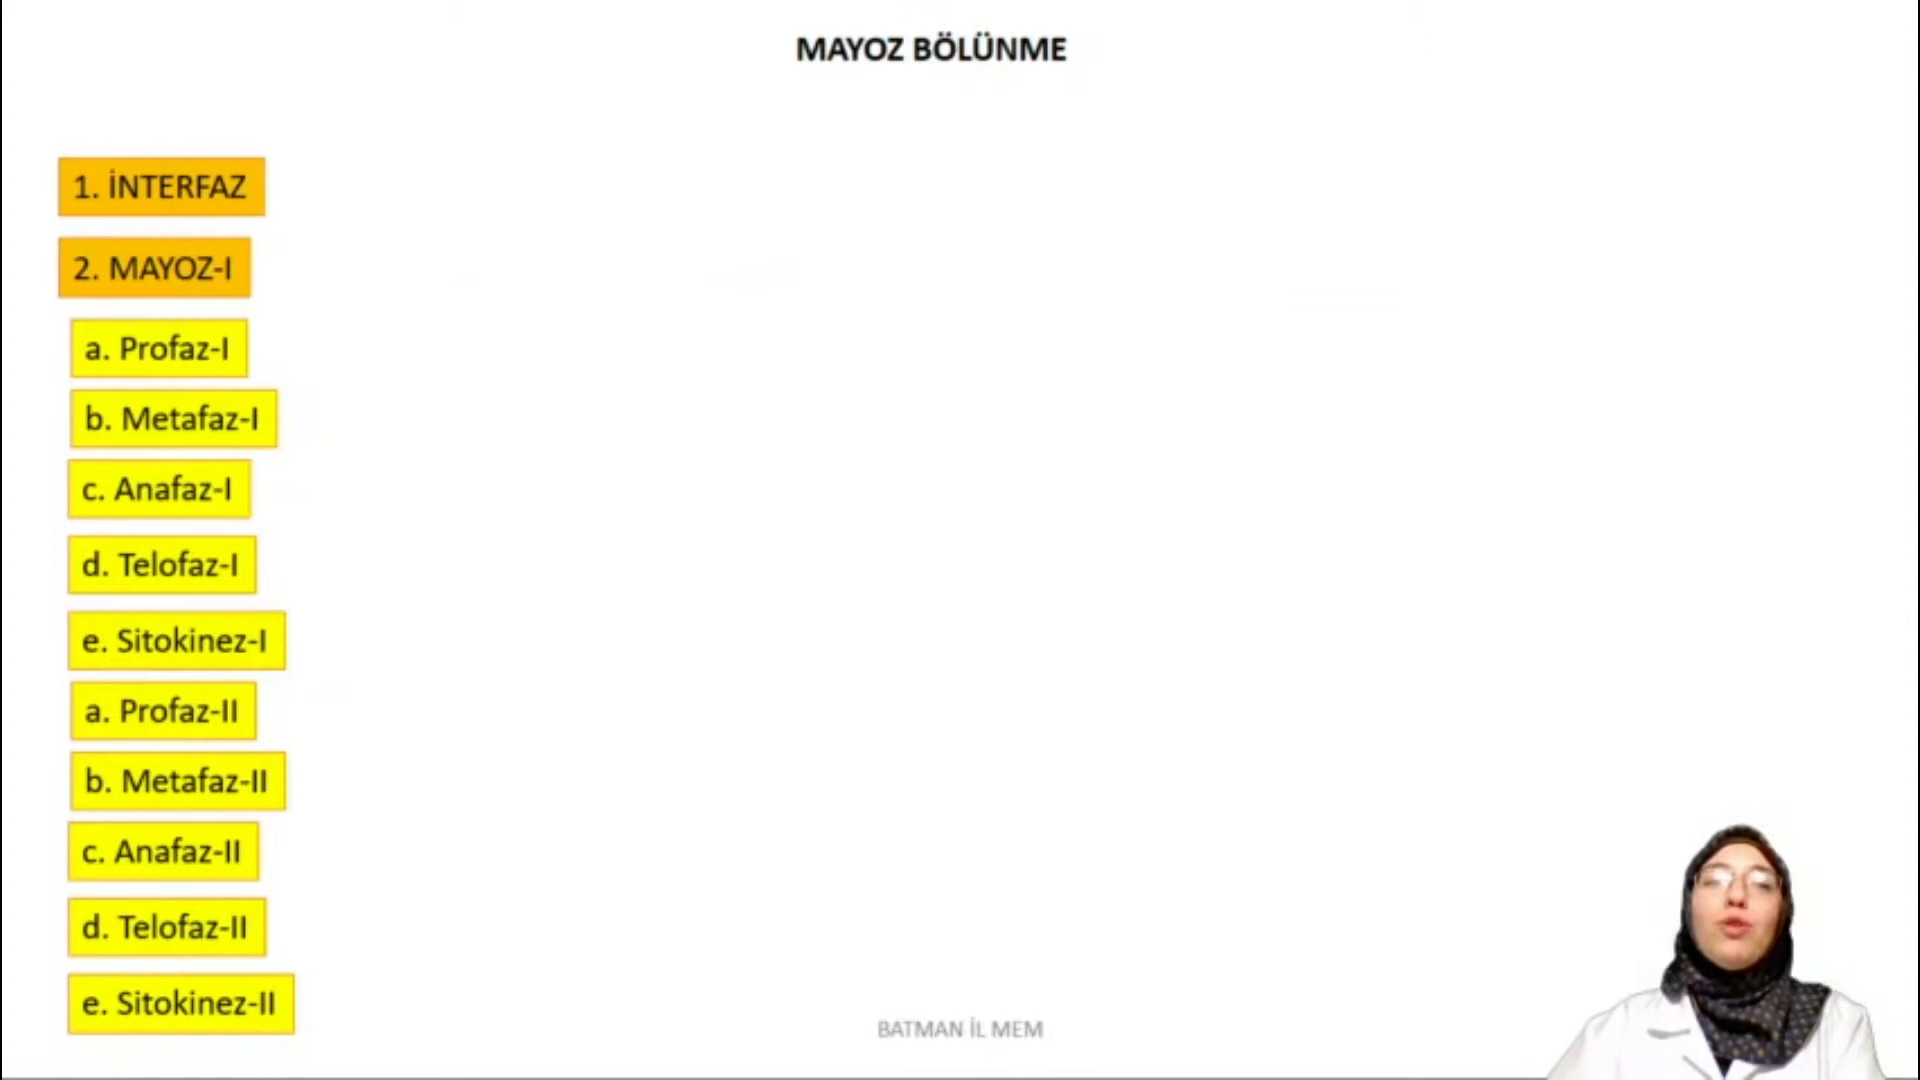 MAYOZ BÖLÜNME
1. İNTERFAZ
2. MAYOZ-I
a. Profaz-I
b. Metafaz-I
c. Anafaz-I
d. Telofaz-I
e. Sitokinez-I
a. Profaz-II
b. Metafaz-II
c. Anafaz-II
d. Telofaz-II
e. Sitokinez-II
BATMAN İL MEM